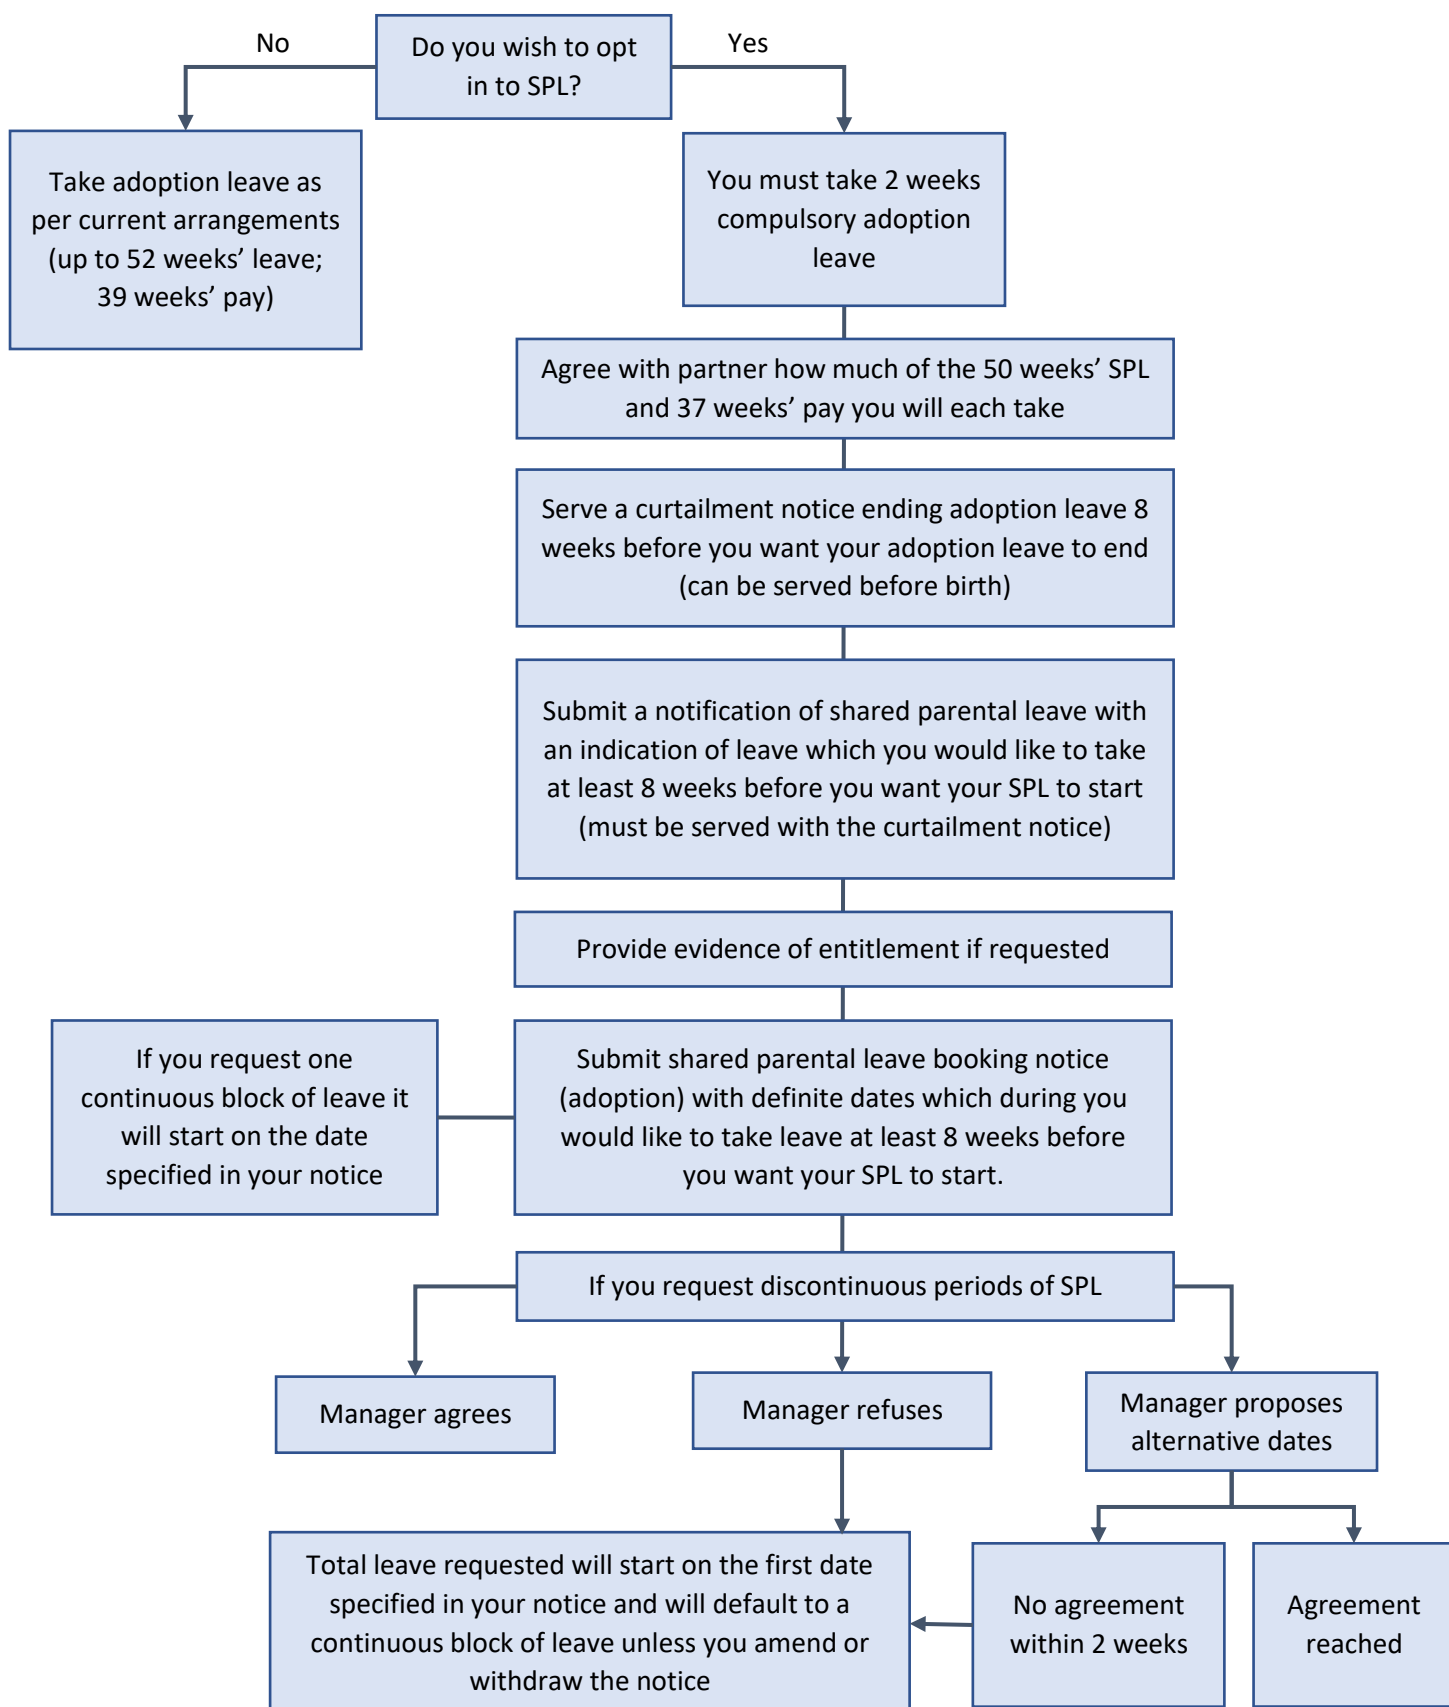 No
Do you wish to opt
in to SPL?
Yes
Take adoption leave as
per current arrangements
(up to 52 weeks’ leave;
39 weeks’ pay)
You must take 2 weeks
compulsory adoption
leave
Agree with partner how much of the 50 weeks’ SPL
and 37 weeks’ pay you will each take
Serve a curtailment notice ending adoption leave 8
weeks before you want your adoption leave to end
(can be served before birth)
Submit a notification of shared parental leave with
an indication of leave which you would like to take
at least 8 weeks before you want your SPL to start
(must be served with the curtailment notice)
Provide evidence of entitlement if requested
If you request one
continuous block of leave it
will start on the date
specified in your notice
Submit shared parental leave booking notice
(adoption) with definite dates which during you
would like to take leave at least 8 weeks before
you want your SPL to start.
If you request discontinuous periods of SPL
Manager agrees
Manager refuses
Manager proposes
alternative dates
Total leave requested will start on the first date
specified in your notice and will default to a
continuous block of leave unless you amend or
withdraw the notice
No agreement
within 2 weeks
Agreement
reached